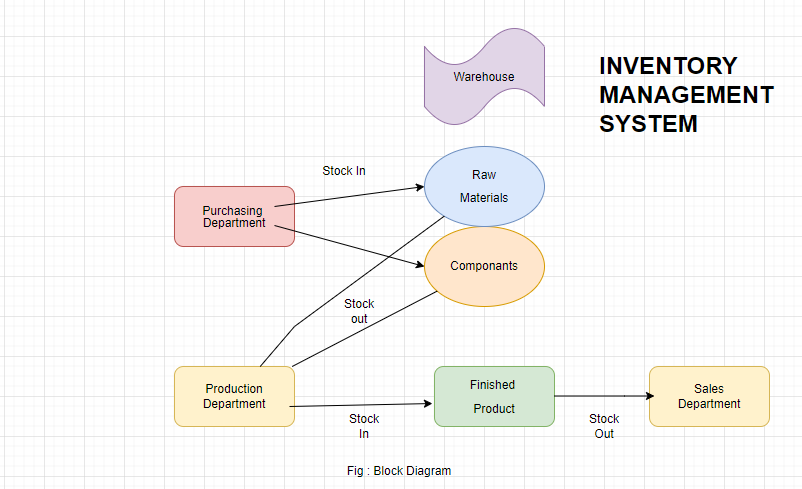 Warehouse
INVENTORY
MANAGEMENT
SYSTEM
Stock In
Raw
Materials
Purchasing
Department
Componants
Stock
out
Production
Department
Finished
Product
Sales
Department
Stock
In
Stock
Out
Fig : Block Diagram